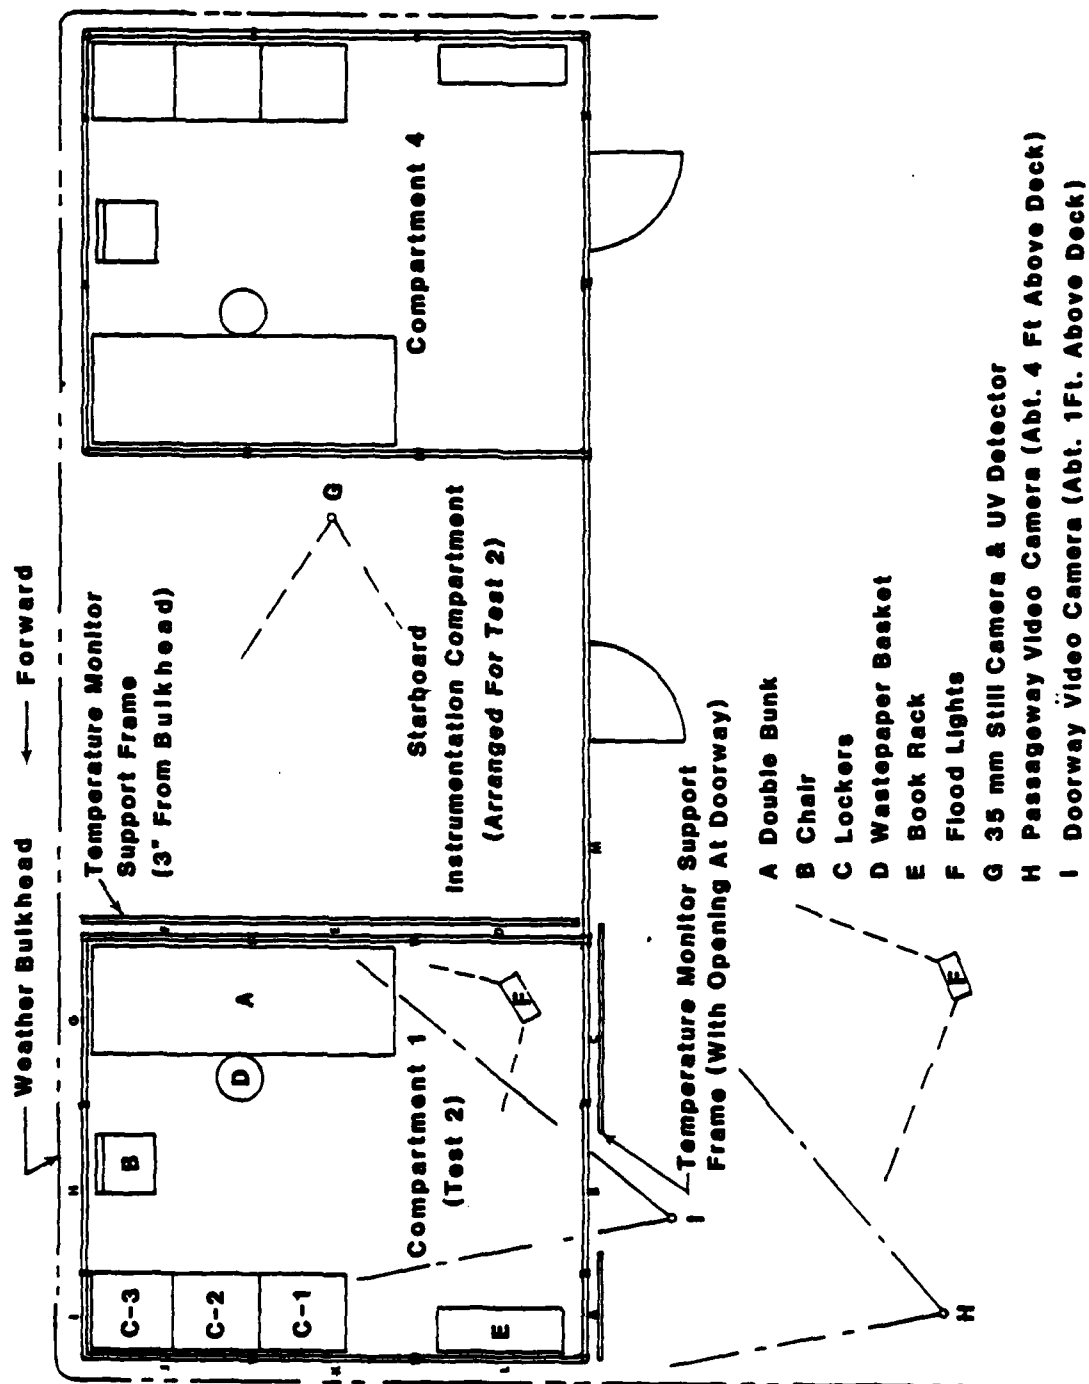 Weather Bulkhead
← Forward
Temperature Monitor
Support Frame
(3" From Bulkhead)
G
H
I
J
K
L
F
E
D
C-3
C-2
C-1
B
D
A
E
F
Compartment 1
(Test 2)
G
Starboard
Instrumentation Compartment
(Arranged For Test 2)
Compartment 4
A
B
C
M
I
Temperature Monitor Support
Frame (With Opening At Doorway)
H
F
A Double Bunk
B Chair
C Lockers
D Wastepaper Basket
E Book Rack
F Flood Lights
G 35 mm Still Camera & UV Detector
H Passageway Video Camera (Abt. 4 Ft Above Deck)
I Doorway Video Camera (Abt. 1Ft. Above Deck)